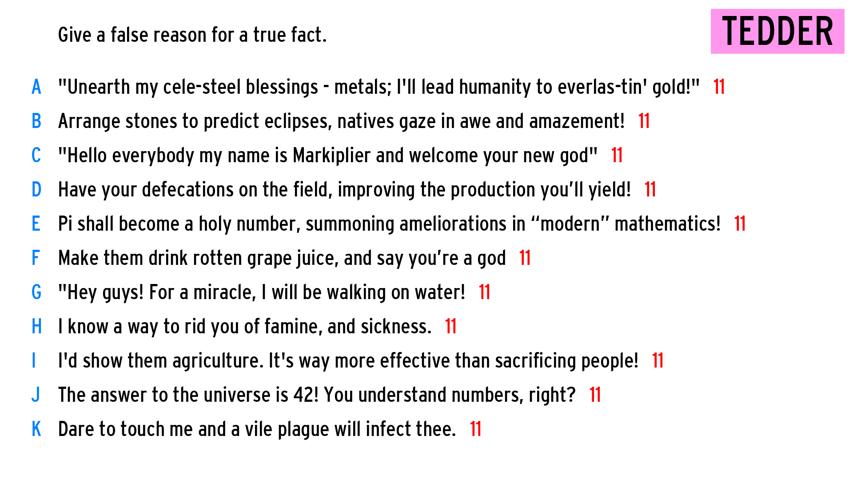 Give a false reason for a true fact.
TEDDER
A "Unearth my cele-steel blessings - metals; I'll lead humanity to everlas-tin' gold!" 11
B Arrange stones to predict eclipses, natives gaze in awe and amazement! 11
C "Hello everybody my name is Markiplier and welcome your new god" 11
D Have your defecations on the field, improving the production you’ll yield! 11
E Pi shall become a holy number, summoning ameliorations in “modern” mathematics! 11
F Make them drink rotten grape juice, and say you’re a god 11
G "Hey guys! For a miracle, I will be walking on water! 11
H I know a way to rid you of famine, and sickness. 11
I I'd show them agriculture. It's way more effective than sacrificing people! 11
J The answer to the universe is 42! You understand numbers, right? 11
K Dare to touch me and a vile plague will infect thee. 11